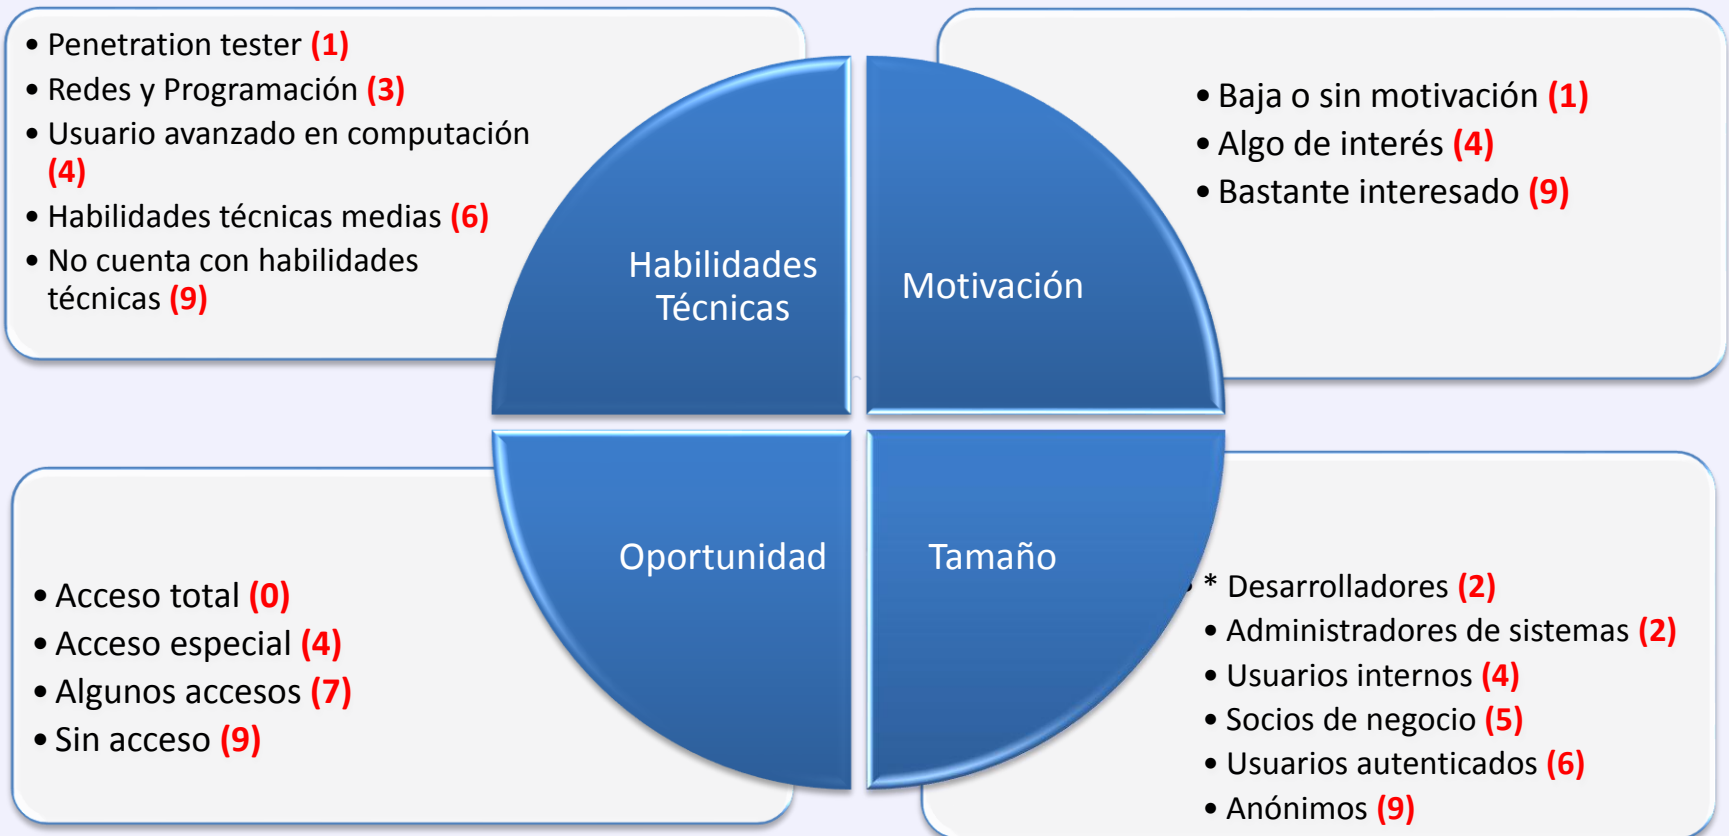 • Penetration tester (1)
• Redes y Programación (3)
• Usuario avanzado en computación
(4)
• Habilidades técnicas medias (6)
• No cuenta con habilidades
técnicas (9)
Habilidades
Técnicas
Motivación
• Baja o sin motivación (1)
• Algo de interés (4)
• Bastante interesado (9)
• Acceso total (0)
• Acceso especial (4)
• Algunos accesos (7)
• Sin acceso (9)
Oportunidad
Tamaño
• * Desarrolladores (2)
• Administradores de sistemas (2)
• Usuarios internos (4)
• Socios de negocio (5)
• Usuarios autenticados (6)
• Anónimos (9)